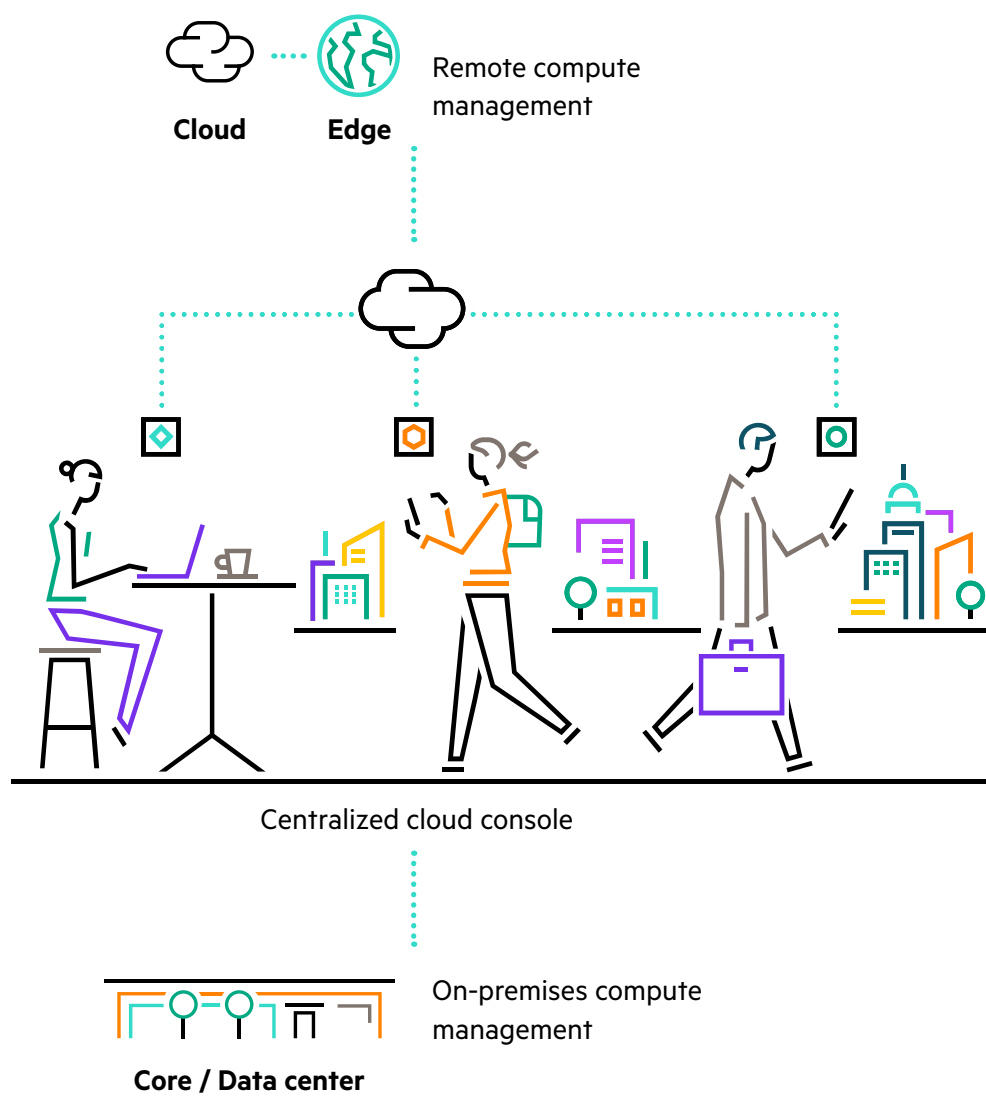 Remote compute
management
Cloud
Edge
Centralized cloud console
On-premises compute
management
Core / Data center